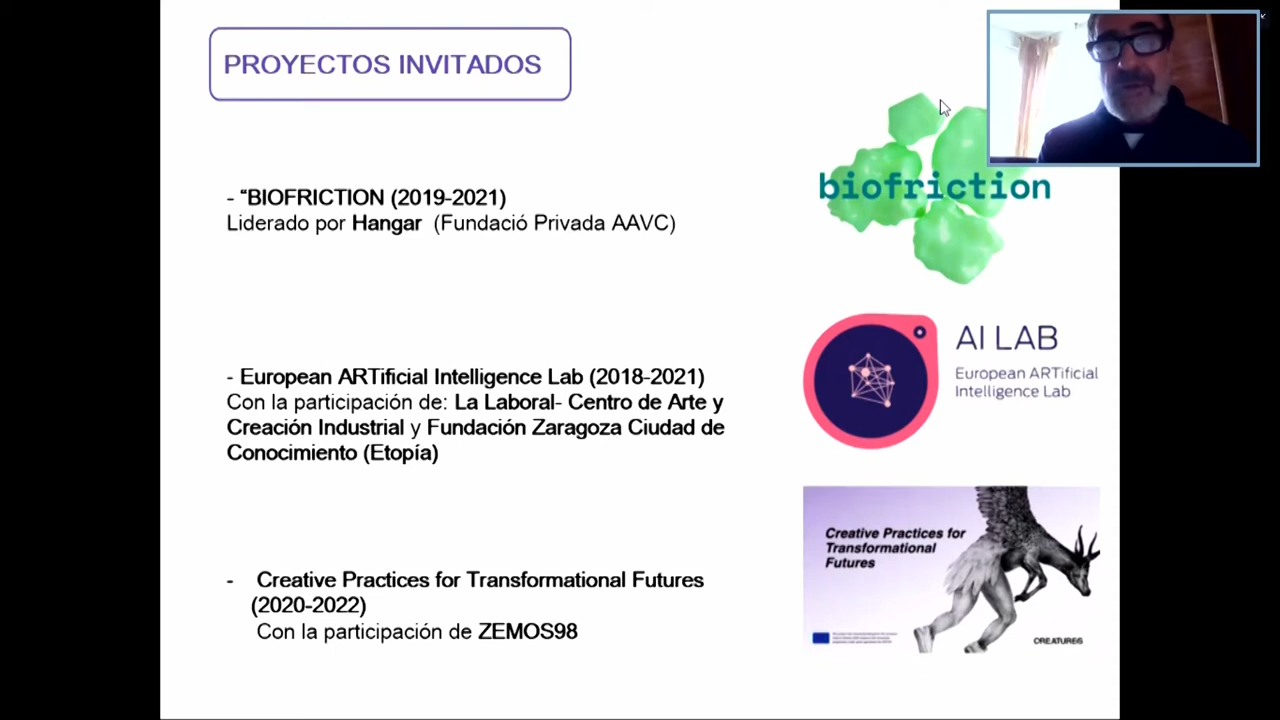 PROYECTOS INVITADOS
- “BIOFRICTION (2019-2021)
Liderado por Hangar (Fundació Privada AAVC)
biofriction
- European ARTificial Intelligence Lab (2018-2021)
Con la participación de: La Laboral- Centro de Arte y
Creación Industrial y Fundación Zaragoza Ciudad de
Conocimiento (Etopía)
AI LAB
European ARTificial
Intelligence Lab
- Creative Practices for Transformational Futures
(2020-2022)
Con la participación de ZEMOS98
Creative Practices for
Transformational
Futures
CREATURES